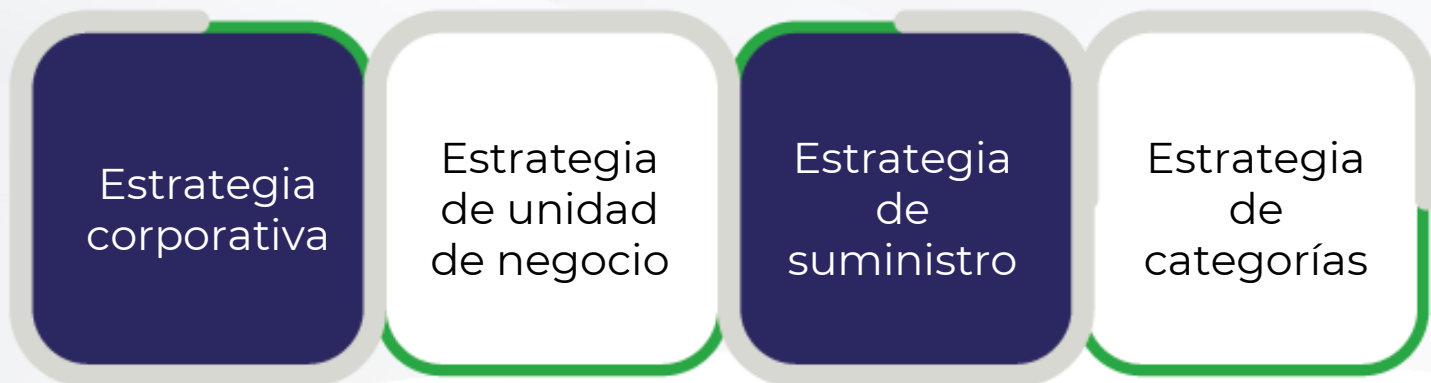 Estrategia
corporativa
Estrategia
de unidad
de negocio
Estrategia
de
suministro
Estrategia
de
categorías